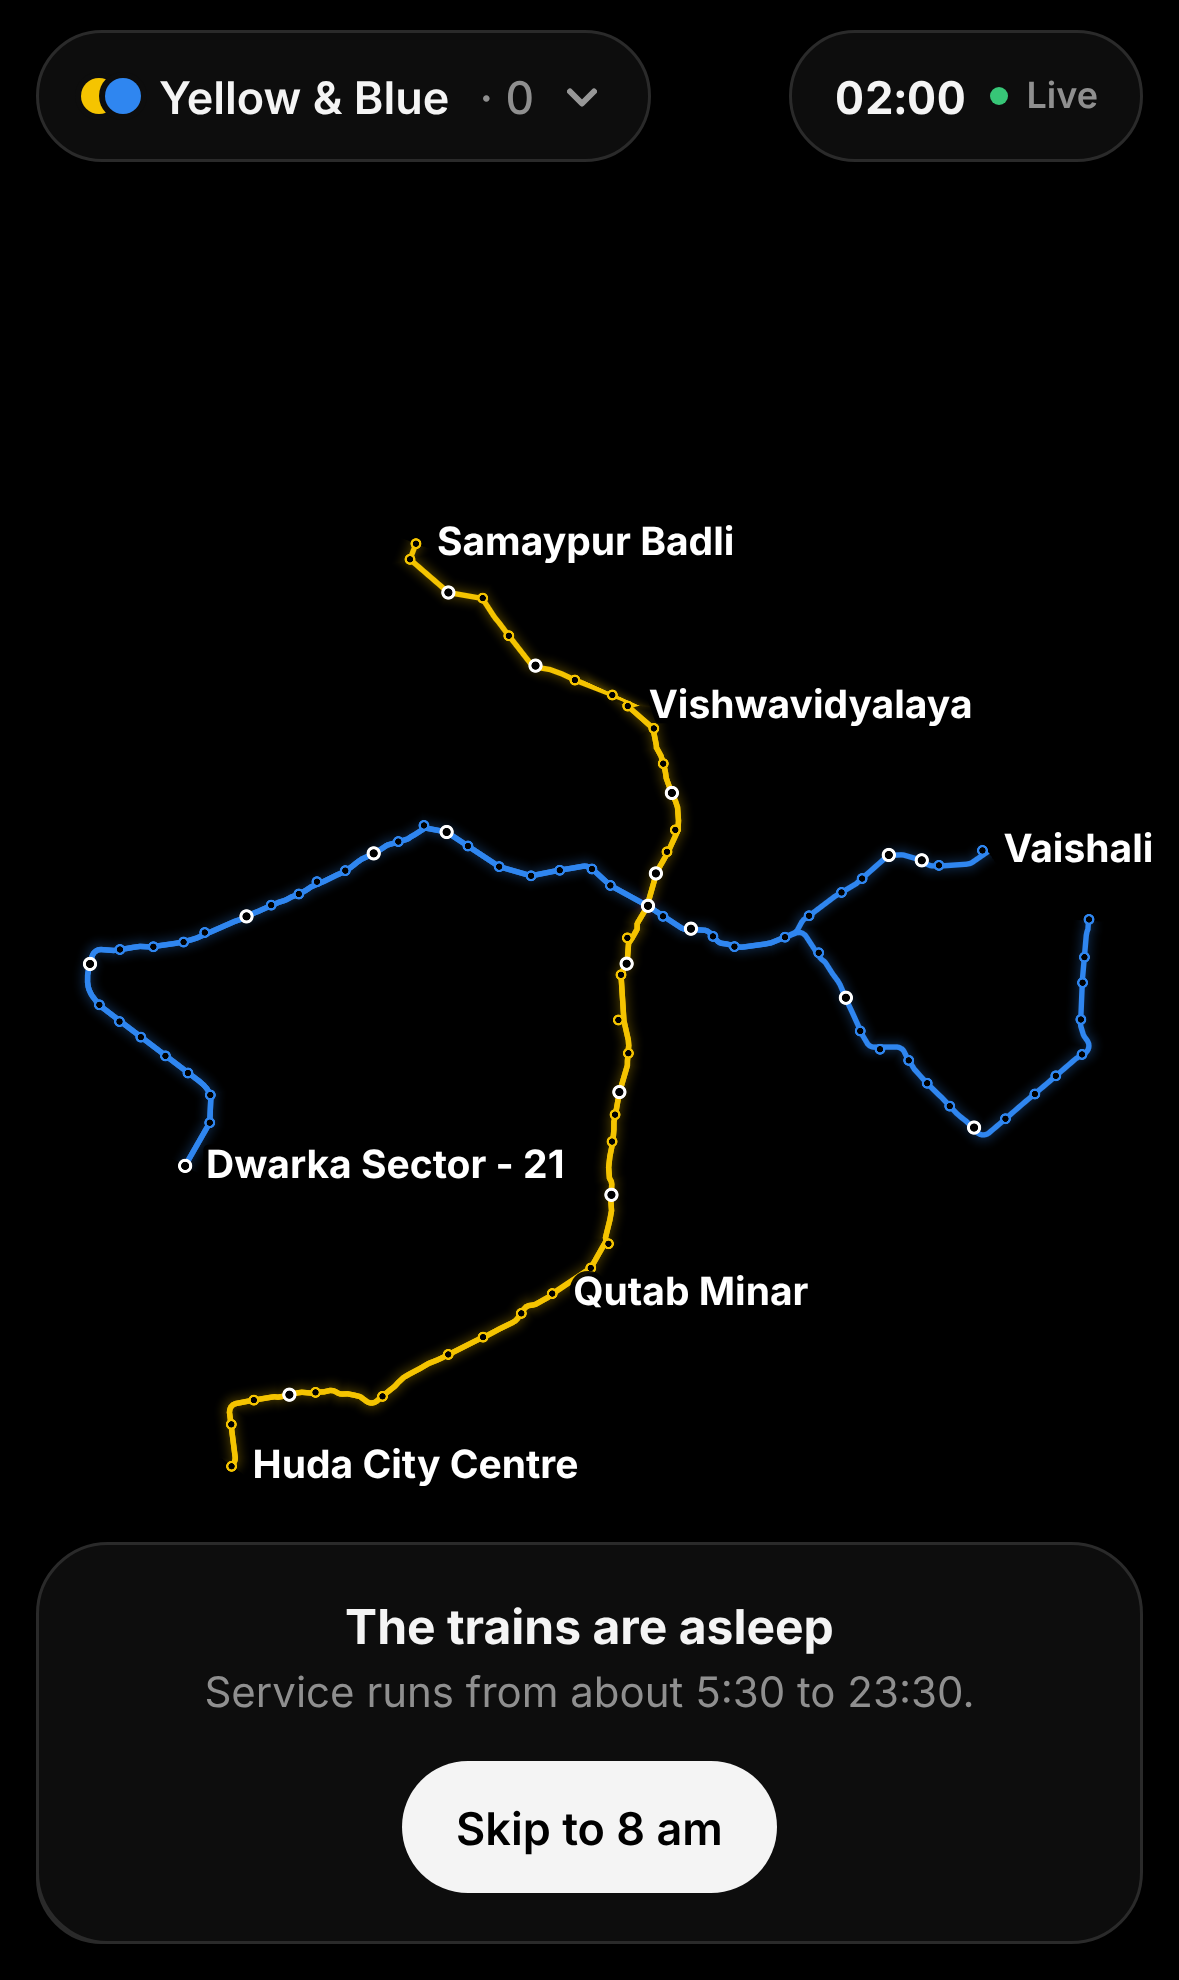 Yellow & Blue · 0
02:00 Live
Samaypur Badli
Vishwavidyalaya
Vaishali
Dwarka Sector - 21
Qutab Minar
Huda City Centre
The trains are asleep
Service runs from about 5:30 to 23:30.
Skip to 8 am